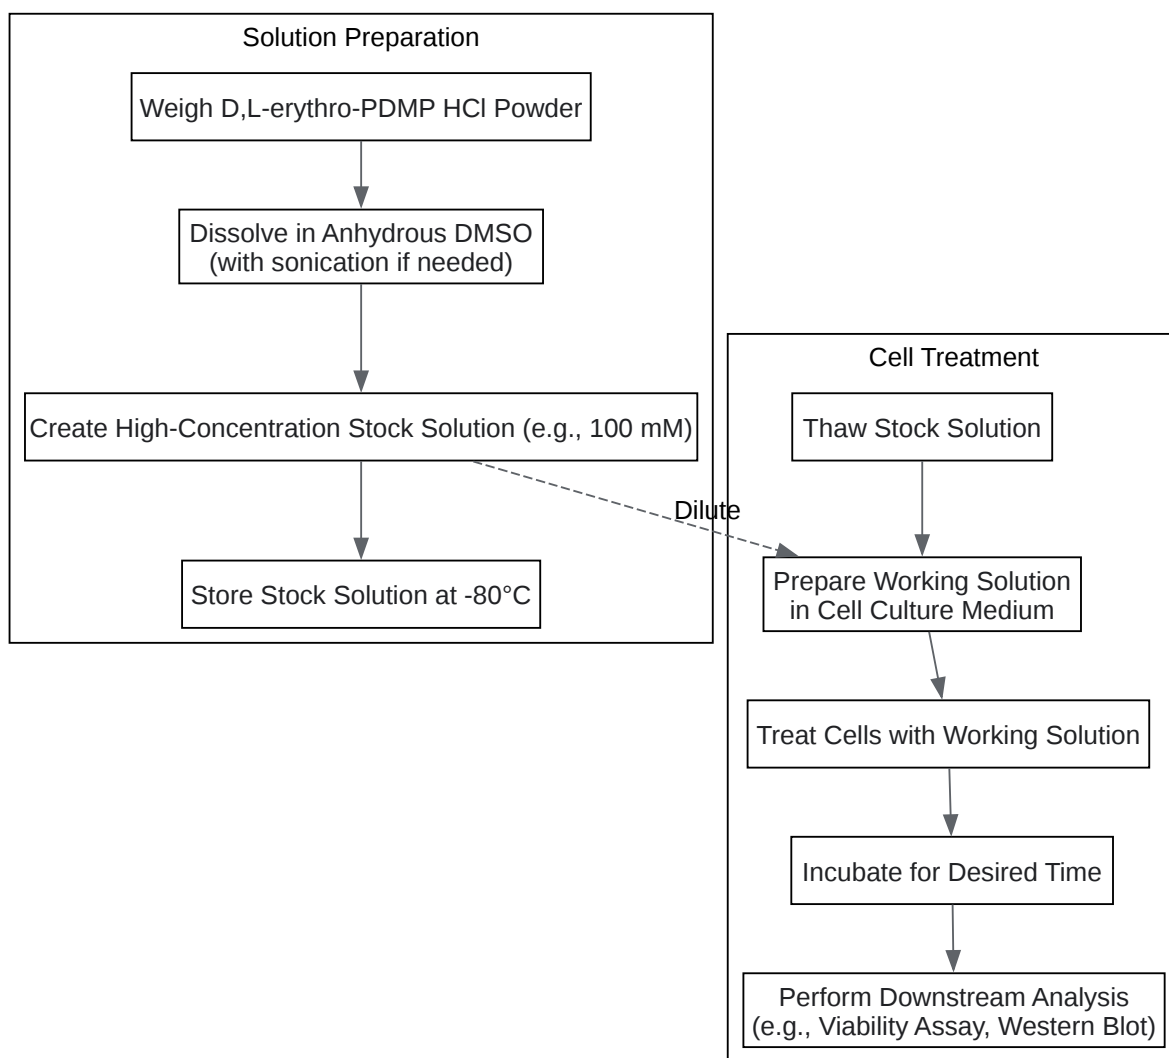 Solution Preparation
Weigh D,L-erythro-PDMP HCl Powder
Dissolve in Anhydrous DMSO
(with sonication if needed)
Create High-Concentration Stock Solution (e.g., 100 mM)
Store Stock Solution at -80°C
Dilute
Cell Treatment
Thaw Stock Solution
Prepare Working Solution
in Cell Culture Medium
Treat Cells with Working Solution
Incubate for Desired Time
Perform Downstream Analysis
(e.g., Viability Assay, Western Blot)